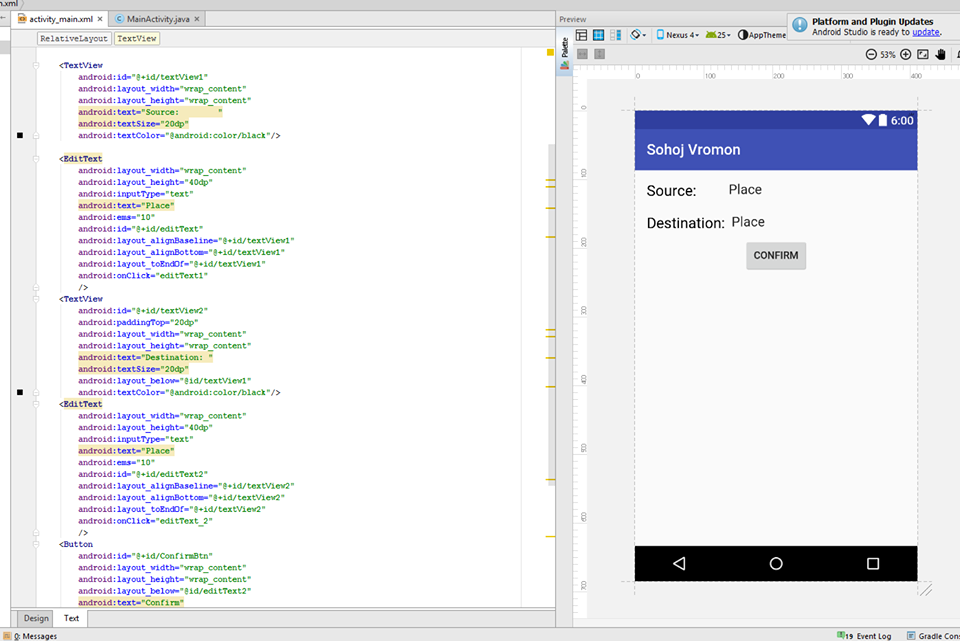 n.xml
activity_main.xml × MainActivity.java ×
RelativeLayout TextView
<TextView
android:id="@+id/textView1"
android:layout_width="wrap_content"
android:layout_height="wrap_content"
android:text="Source:       "
android:textSize="20dp"
android:textColor="@android:color/black"/>
<EditText
android:layout_width="wrap_content"
android:layout_height="40dp"
android:inputType="text"
android:text="Place"
android:ems="10"
android:id="@+id/editText"
android:layout_alignBaseline="@+id/textView1"
android:layout_alignBottom="@+id/textView1"
android:layout_toEndOf="@+id/textView1"
android:onClick="editText1"
/>
<TextView
android:id="@+id/textView2"
android:paddingTop="20dp"
android:layout_width="wrap_content"
android:layout_height="wrap_content"
android:text="Destination: "
android:textSize="20dp"
android:layout_below="@id/textView1"
android:textColor="@android:color/black"/>
<EditText
android:layout_width="wrap_content"
android:layout_height="40dp"
android:inputType="text"
android:text="Place"
android:ems="10"
android:id="@+id/editText2"
android:layout_alignBaseline="@+id/textView2"
android:layout_alignBottom="@+id/textView2"
android:layout_toEndOf="@+id/textView2"
android:onClick="editText_2"
/>
<Button
android:id="@+id/ConfirmBtn"
android:layout_width="wrap_content"
android:layout_height="wrap_content"
android:layout_below="@id/editText2"
android:text="Confirm"
Design Text
0: Messages
Preview
Palette
Nexus 4 25 AppTheme
Platform and Plugin Updates
Android Studio is ready to update.
53%
0 100 200 300 400
0
100
200
300
400
500
600
700
6:00
Sohoj Vromon
Source: Place
Destination: Place
CONFIRM
19 Event Log Gradle Cons